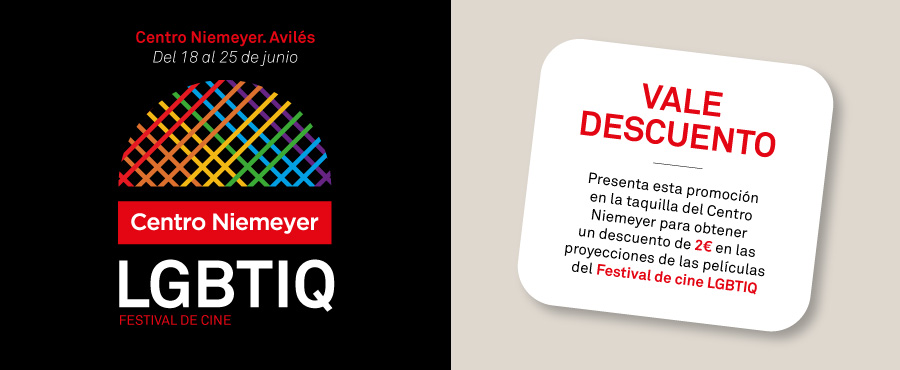 Centro Niemeyer. Avilés
Del 18 al 25 de junio
Centro Niemeyer
LGBTIQ
FESTIVAL DE CINE
VALE
DESCUENTO
Presenta esta promoción
en la taquilla del Centro
Niemeyer para obtener
un descuento de 2€ en las
proyecciones de las películas
del Festival de cine LGBTIQ